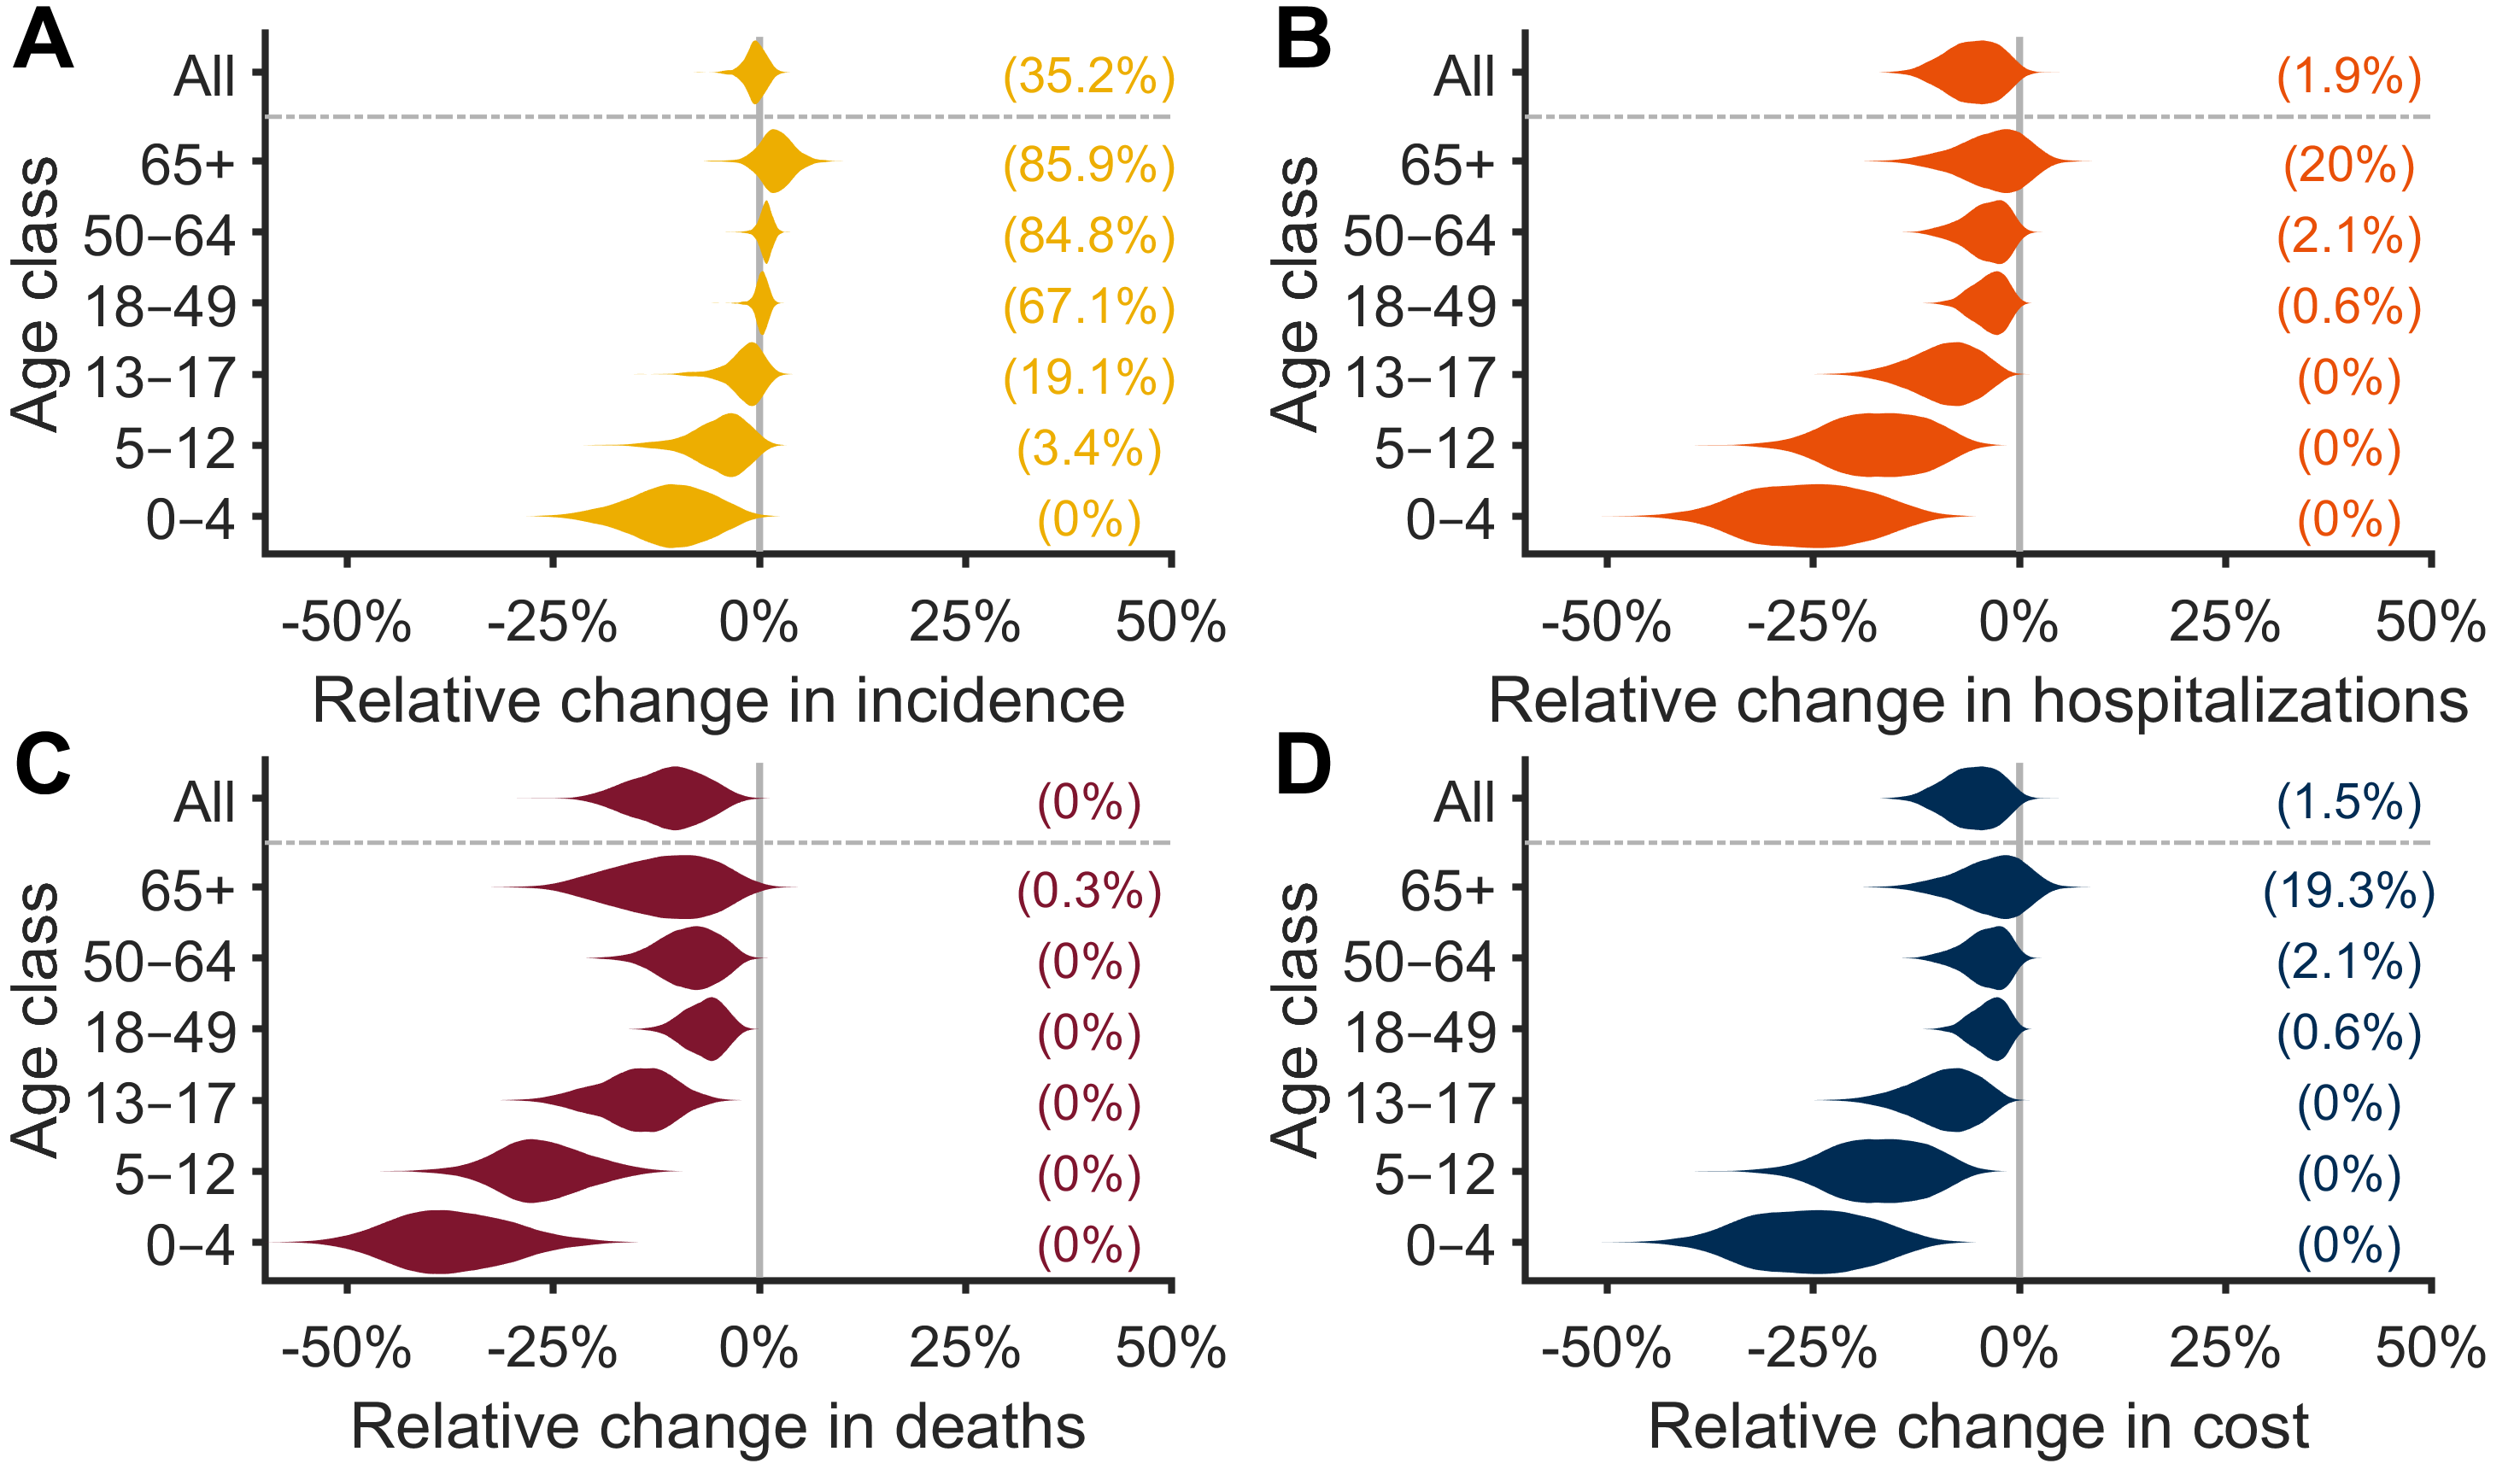 A
Age class
All (35.2%)
65+ (85.9%)
50–64 (84.8%)
18–49 (67.1%)
13–17 (19.1%)
5–12 (3.4%)
0–4 (0%)
-50% -25% 0% 25% 50%
Relative change in incidence
B
Age class
All (1.9%)
65+ (20%)
50–64 (2.1%)
18–49 (0.6%)
13–17 (0%)
5–12 (0%)
0–4 (0%)
-50% -25% 0% 25% 50%
Relative change in hospitalizations
C
Age class
All (0%)
65+ (0.3%)
50–64 (0%)
18–49 (0%)
13–17 (0%)
5–12 (0%)
0–4 (0%)
-50% -25% 0% 25% 50%
Relative change in deaths
D
Age class
All (1.5%)
65+ (19.3%)
50–64 (2.1%)
18–49 (0.6%)
13–17 (0%)
5–12 (0%)
0–4 (0%)
-50% -25% 0% 25% 50%
Relative change in cost